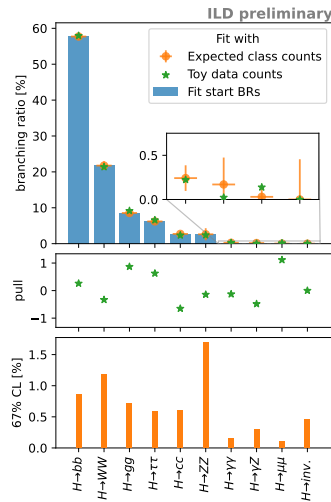 ILD preliminary
Fit with
Expected class counts
Toy data counts
Fit start BRs
branching ratio [%]
60
50
40
30
20
10
0
0.5
0.0
pull
1
0
−1
67% CL [%]
1.5
1.0
0.5
0.0
H→bb
H→WW
H→gg
H→ττ
H→cc
H→ZZ
H→γγ
H→γZ
H→μμ
H→inv.